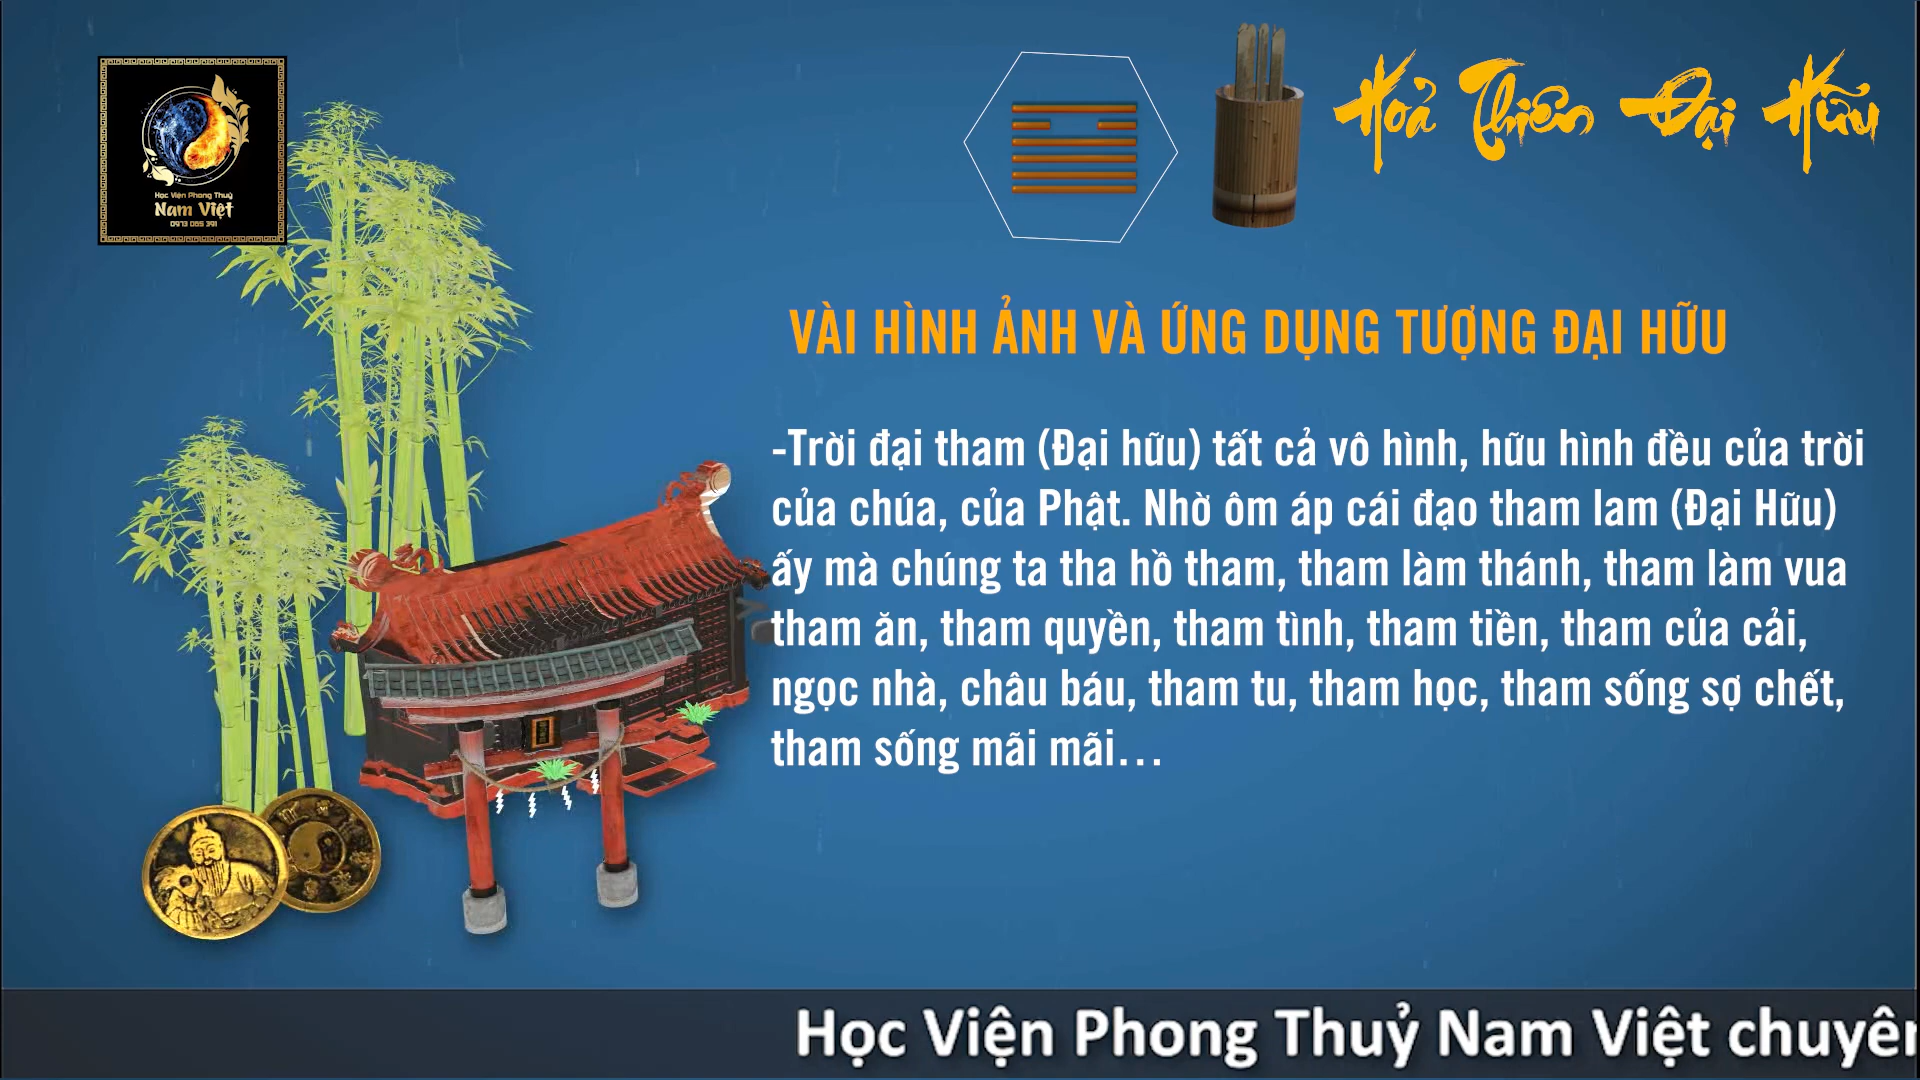 Học Viện Phong Thuỷ
Nam Việt
0973 055 391
Hoả Thiên Đại Hữu
VÀI HÌNH ẢNH VÀ ỨNG DỤNG TƯỢNG ĐẠI HỮU
-Trời đại tham (Đại hữu) tất cả vô hình, hữu hình đều của trời
của chúa, của Phật. Nhờ ôm áp cái đạo tham lam (Đại Hữu)
ấy mà chúng ta tha hồ tham, tham làm thánh, tham làm vua
tham ăn, tham quyền, tham tình, tham tiền, tham của cải,
ngọc nhà, châu báu, tham tu, tham học, tham sống sợ chết,
tham sống mãi mãi...
Học Viện Phong Thuỷ Nam Việt chuyên